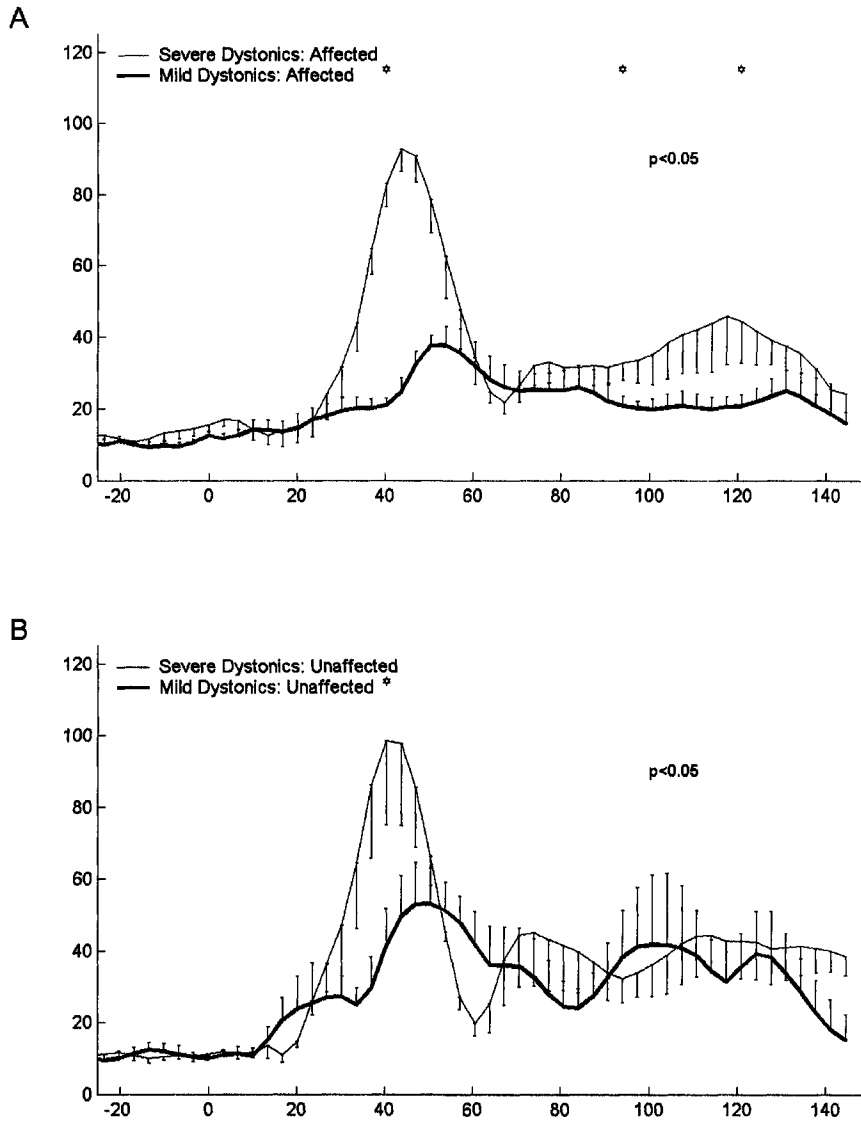 A
120
Severe Dystonics: Affected
Mild Dystonics: Affected
100
p<0.05
80
60
40
20
0
-20 0 20 40 60 80 100 120 140
B
120
Severe Dystonics: Unaffected
Mild Dystonics: Unaffected
100
p<0.05
80
60
40
20
0
-20 0 20 40 60 80 100 120 140